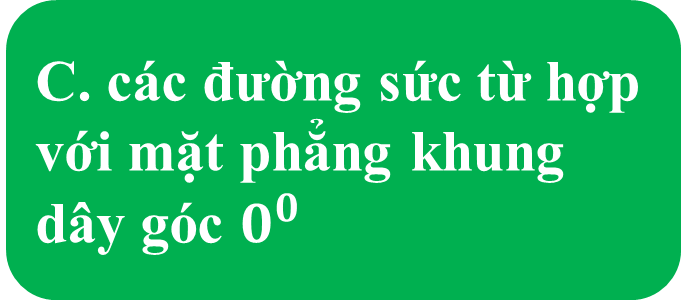 C. các đường sức từ hợp
với mặt phẳng khung
dây góc 0⁰